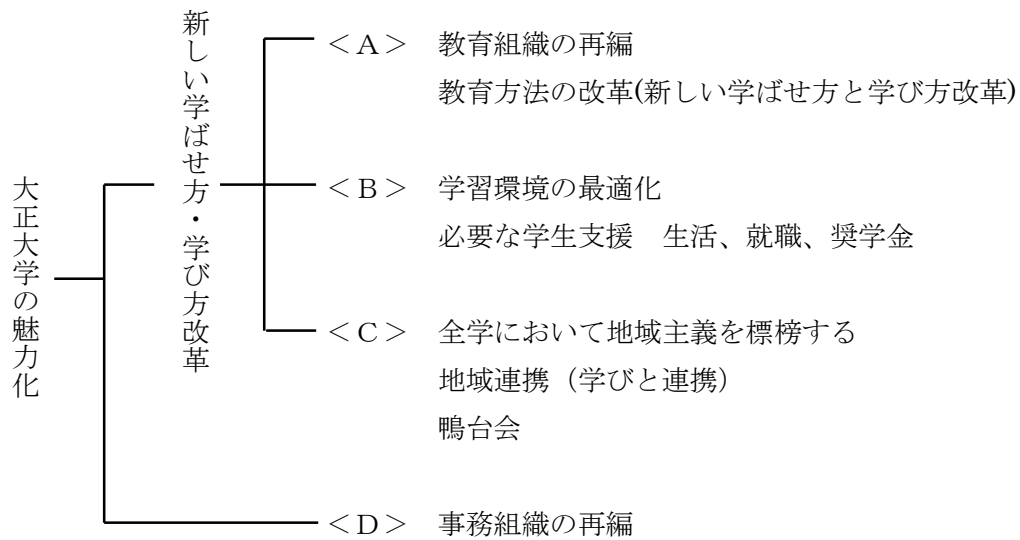 大正大学の魅力化
新しい学ばせ方・学び方改革
＜A＞ 教育組織の再編
教育方法の改革(新しい学ばせ方と学び方改革)
＜B＞ 学習環境の最適化
必要な学生支援　生活、就職、奨学金
＜C＞ 全学において地域主義を標榜する
地域連携（学びと連携）
鴨台会
＜D＞ 事務組織の再編